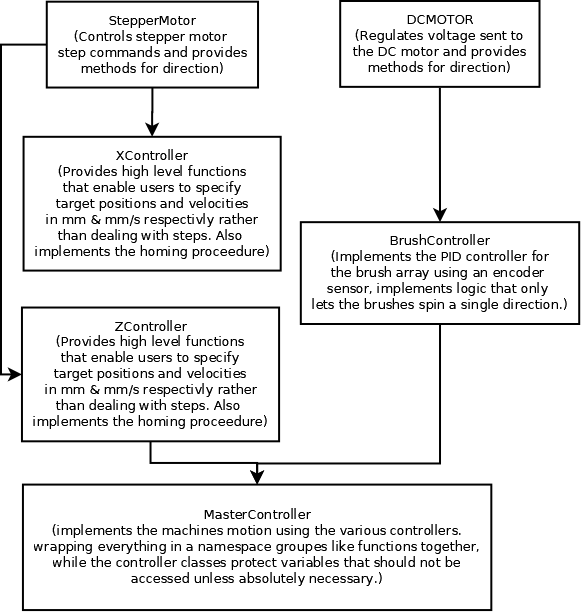 StepperMotor
(Controls stepper motor
step commands and provides
methods for direction)
DCMOTOR
(Regulates voltage sent to
the DC motor and provides
methods for direction)
XController
(Provides high level functions
that enable users to specify
target positions and velocities
in mm & mm/s respectivly rather
than dealing with steps. Also
implements the homing proceedure)
BrushController
(Implements the PID controller for
the brush array using an encoder
sensor, implements logic that only
lets the brushes spin a single direction.)
ZController
(Provides high level functions
that enable users to specify
target positions and velocities
in mm & mm/s respectivly rather
than dealing with steps. Also
implements the homing proceedure)
MasterController
(implements the machines motion using the various controllers.
wrapping everything in a namespace groupes like functions together,
while the controller classes protect variables that should not be
accessed unless absolutely necessary.)